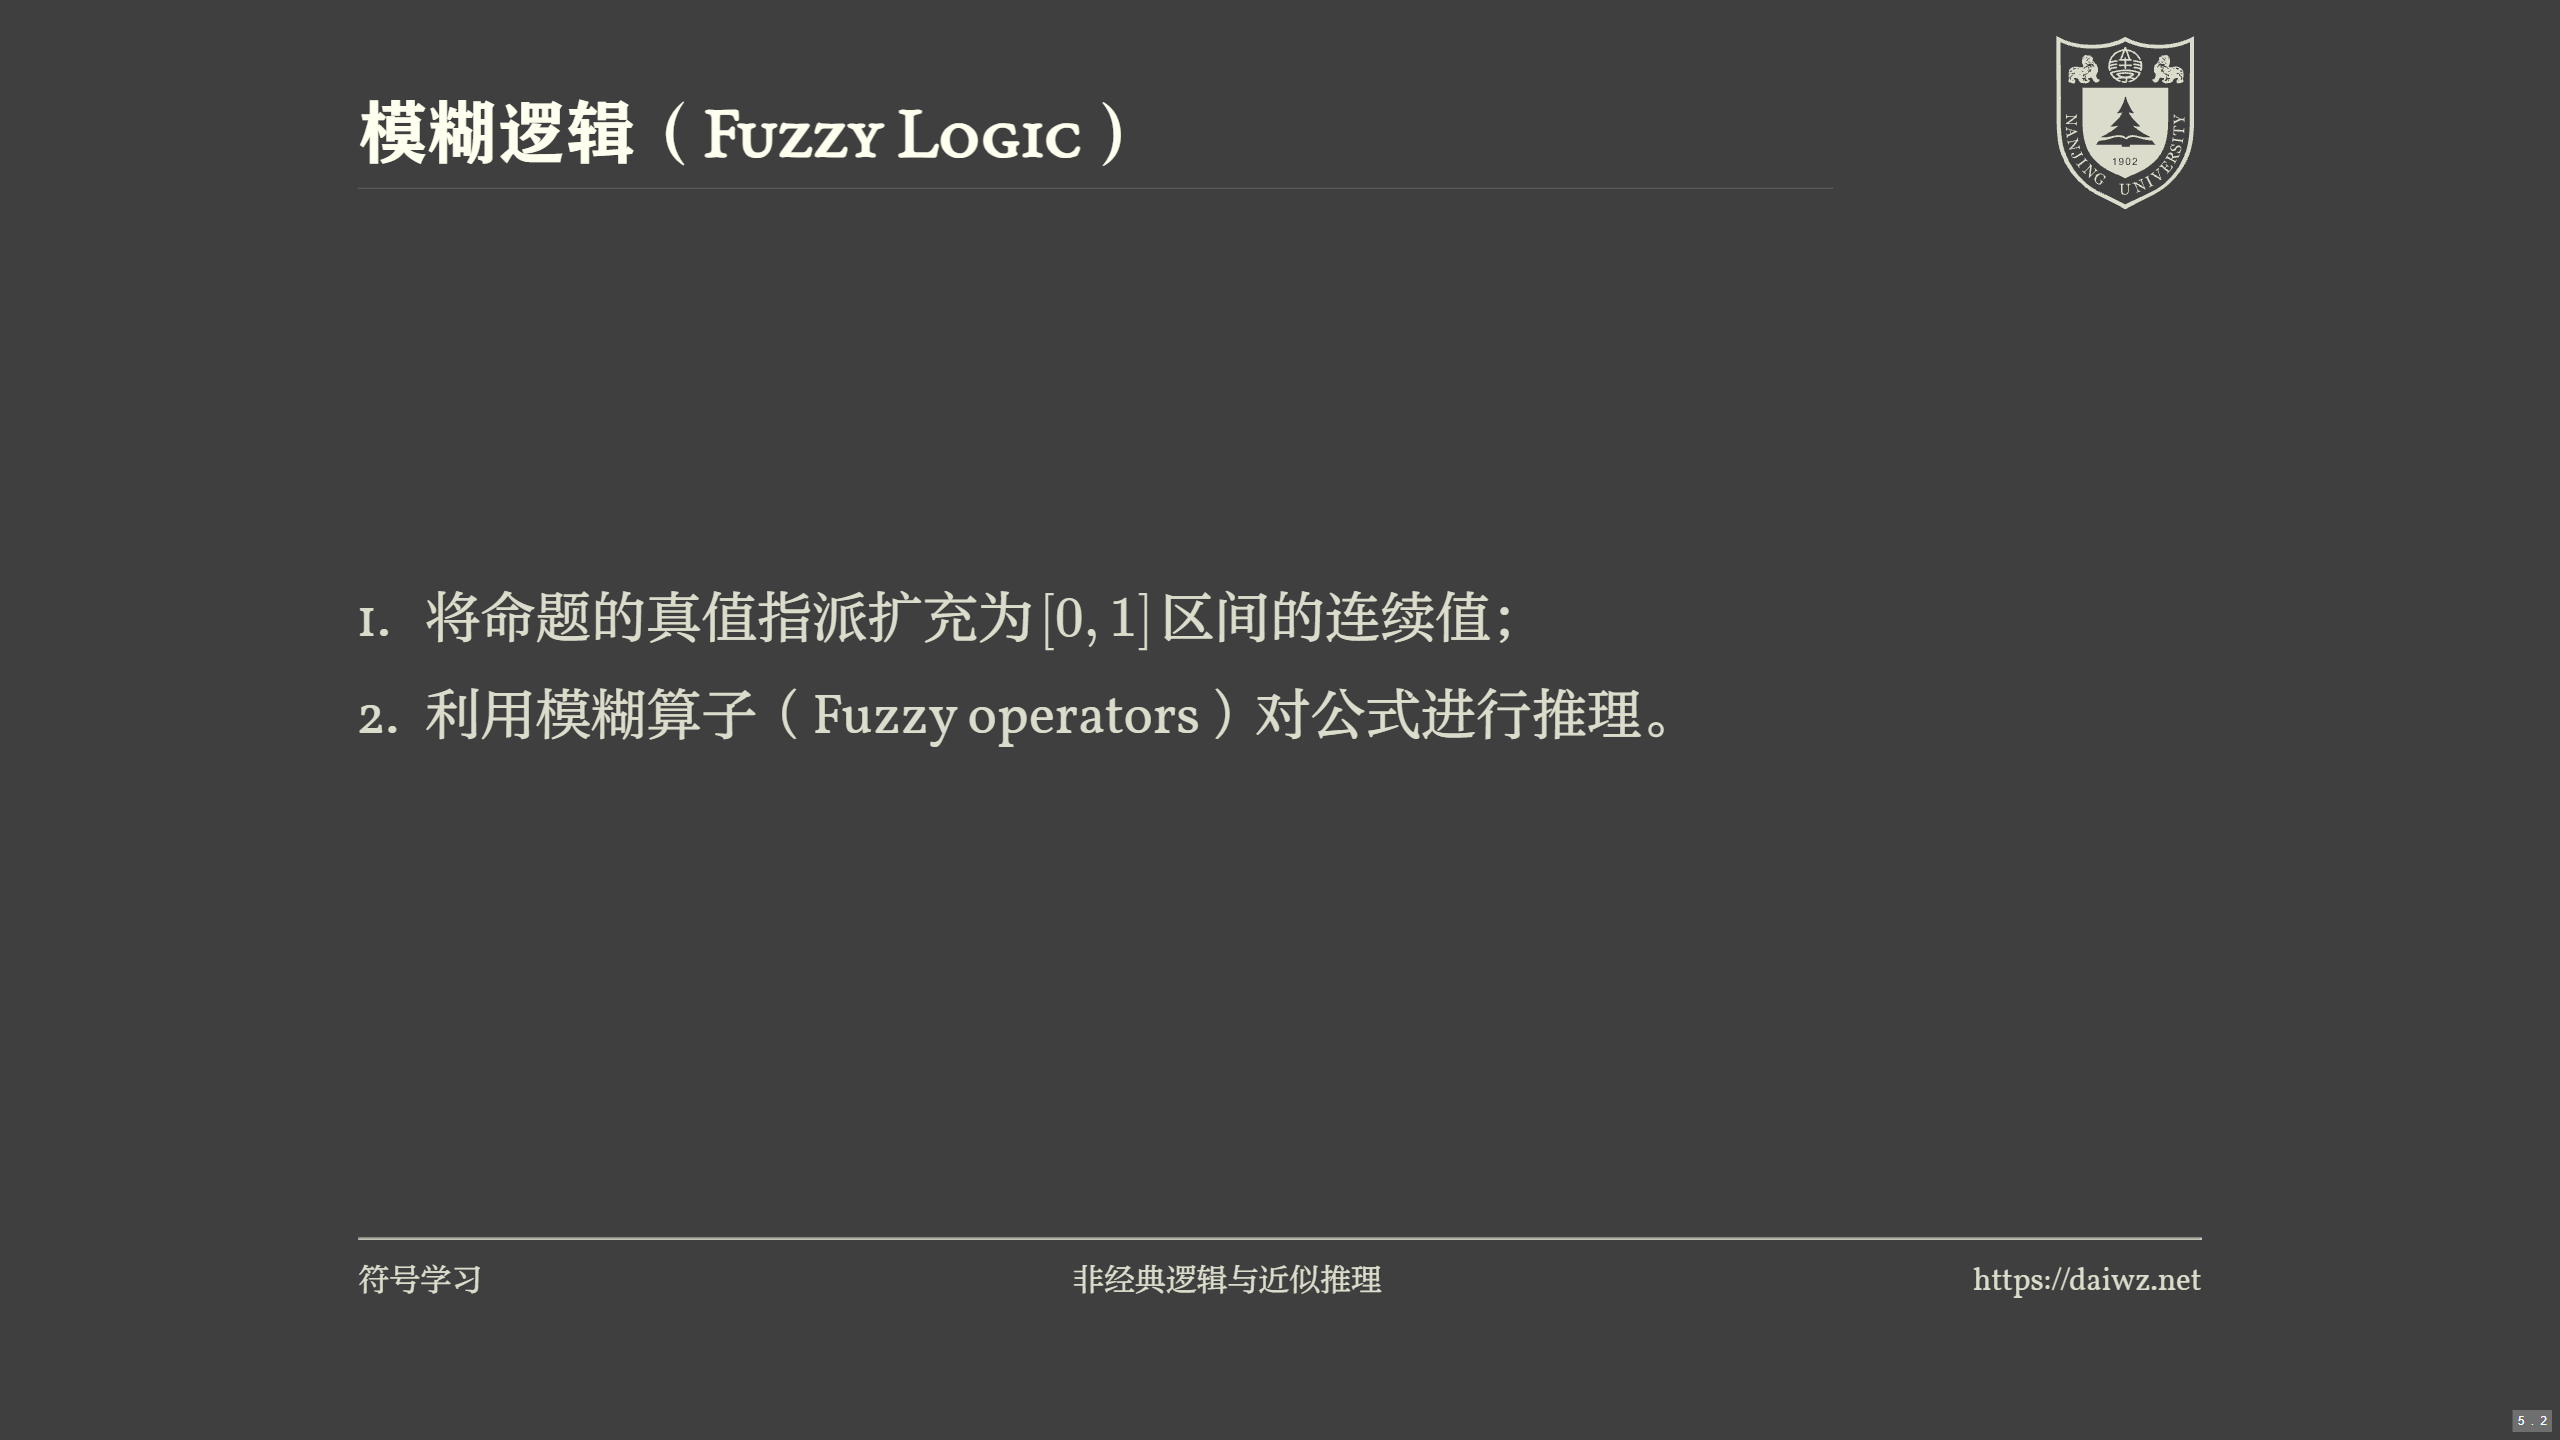 模糊逻辑（Fuzzy Logic）
NANJING UNIVERSITY
1902
1. 将命题的真值指派扩充为[0, 1]区间的连续值；
2. 利用模糊算子（Fuzzy operators）对公式进行推理。
符号学习
非经典逻辑与近似推理
https://daiwz.net
5 . 2